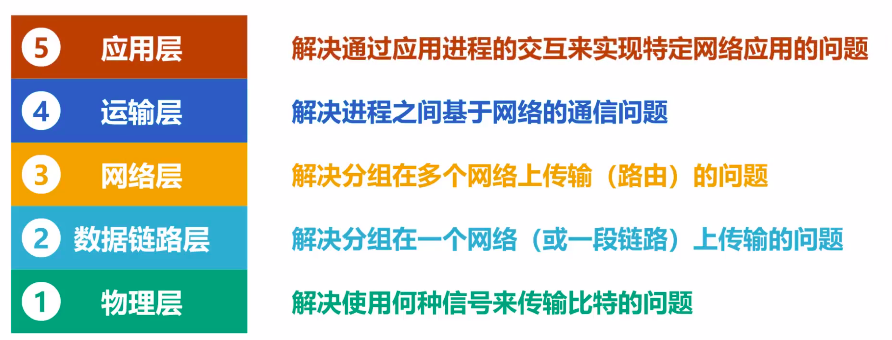 5 应用层 解决通过应用进程的交互来实现特定网络应用的问题
4 运输层 解决进程之间基于网络的通信问题
3 网络层 解决分组在多个网络上传输（路由）的问题
2 数据链路层 解决分组在一个网络（或一段链路）上传输的问题
1 物理层 解决使用何种信号来传输比特的问题